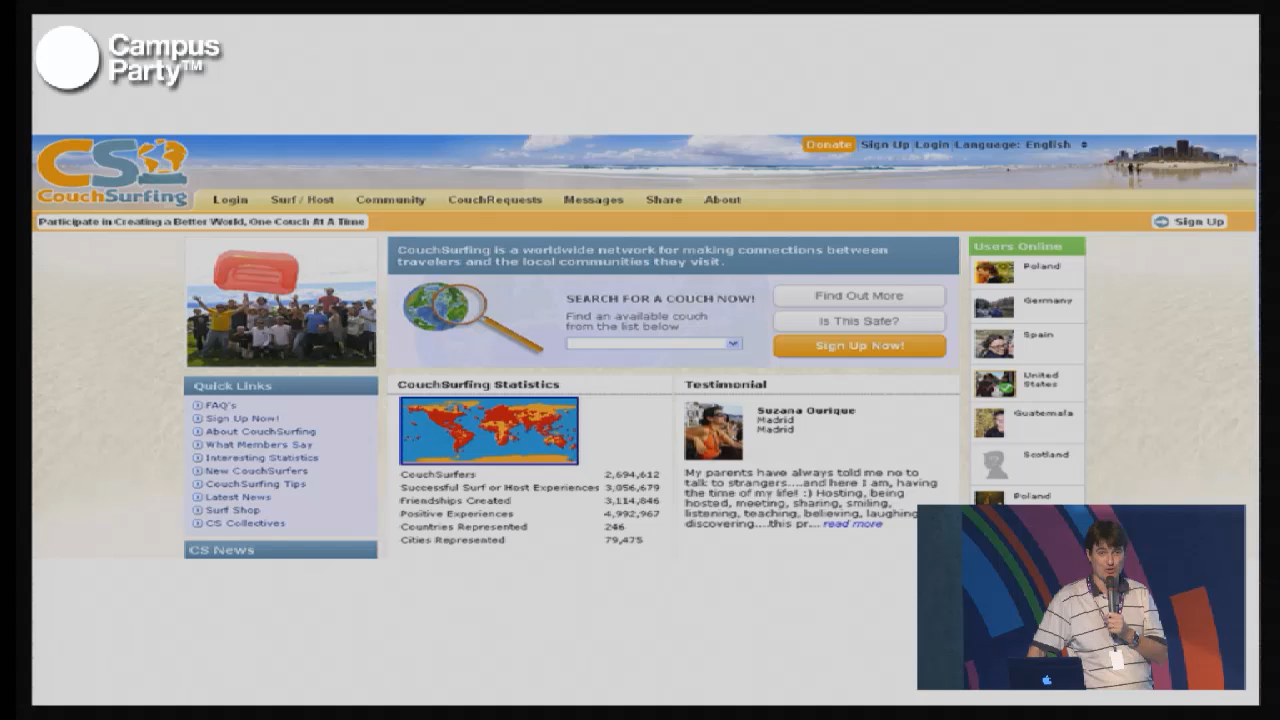 Campus
Party™
Donate Sign Up Login Language: English
CS
CouchSurfing
Login Surf / Host Community CouchRequests Messages Share About
Participate in Creating a Better World, One Couch At A Time
Sign Up
CouchSurfing is a worldwide network for making connections between
travelers and the local communities they visit.
SEARCH FOR A COUCH NOW!
Find an available couch
from the list below
Find Out More
Is This Safe?
Sign Up Now!
Users Online
Poland
Germany
Spain
United
States
Guatemala
Scotland
Poland
Quick Links
FAQ's
Sign Up Now!
About CouchSurfing
What Members Say
Interesting Statistics
New CouchSurfers
CouchSurfing Tips
Latest News
Surf Shop
CS Collectives
CS News
CouchSurfing Statistics
CouchSurfers 2,694,612
Successful Surf or Host Experiences 3,056,679
Friendships Created 3,114,846
Positive Experiences 4,992,967
Countries Represented 246
Cities Represented 79,475
Testimonial
Suzana Ourique
Madrid
Madrid
My parents have always told me no to
talk to strangers....and here I am, having
the time of my life! :) Hosting, being
hosted, meeting, sharing, smiling,
listening, teaching, believing, laughing,
discovering....this pr... read more